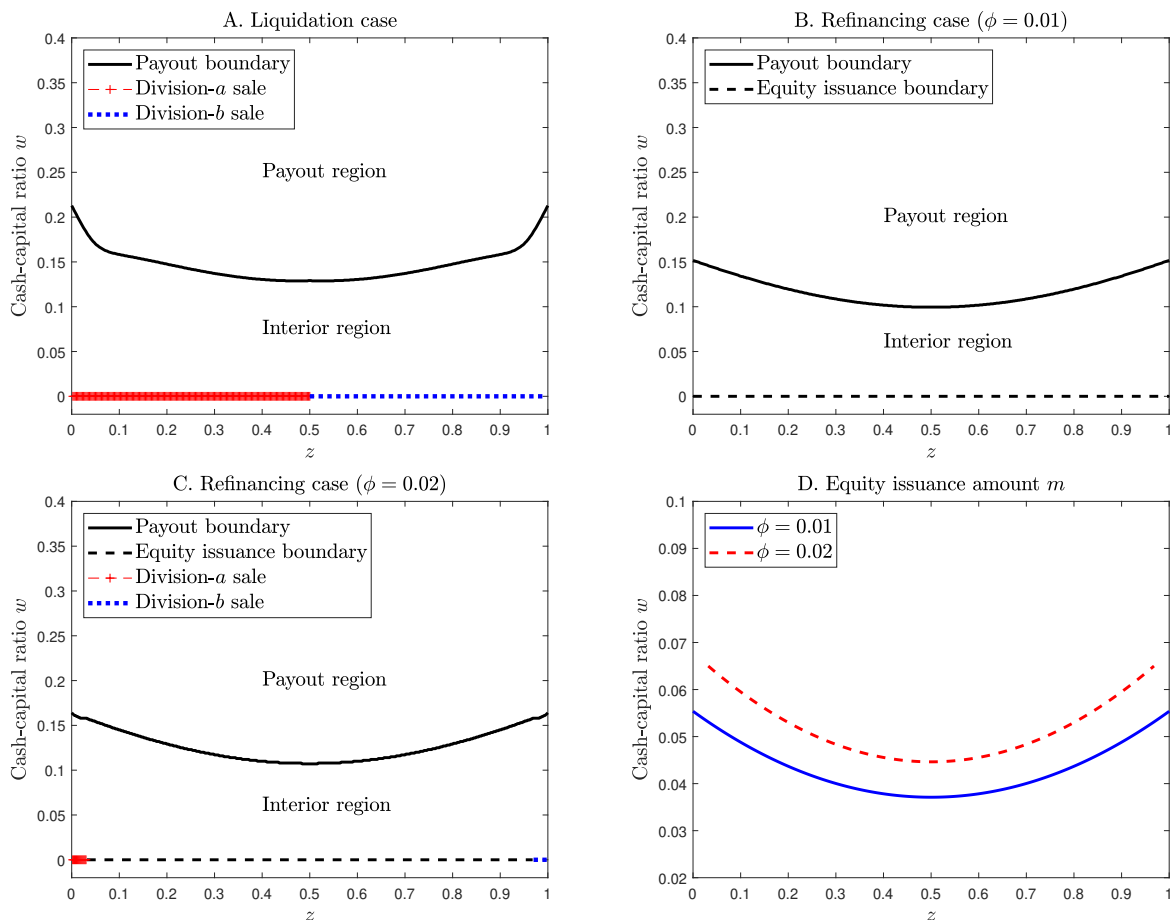 A. Liquidation case
Payout boundary
Division-a sale
Division-b sale
Payout region
Interior region
Cash-capital ratio w
0.4
0.35
0.3
0.25
0.2
0.15
0.1
0.05
0
0 0.1 0.2 0.3 0.4 0.5 0.6 0.7 0.8 0.9 1
z
B. Refinancing case (ϕ = 0.01)
Payout boundary
Equity issuance boundary
Payout region
Interior region
Cash-capital ratio w
0.4
0.35
0.3
0.25
0.2
0.15
0.1
0.05
0
0 0.1 0.2 0.3 0.4 0.5 0.6 0.7 0.8 0.9 1
z
C. Refinancing case (ϕ = 0.02)
Payout boundary
Equity issuance boundary
Division-a sale
Division-b sale
Payout region
Interior region
Cash-capital ratio w
0.4
0.35
0.3
0.25
0.2
0.15
0.1
0.05
0
0 0.1 0.2 0.3 0.4 0.5 0.6 0.7 0.8 0.9 1
z
D. Equity issuance amount m
ϕ = 0.01
ϕ = 0.02
Cash-capital ratio w
0.1
0.09
0.08
0.07
0.06
0.05
0.04
0.03
0.02
0 0.1 0.2 0.3 0.4 0.5 0.6 0.7 0.8 0.9 1
z